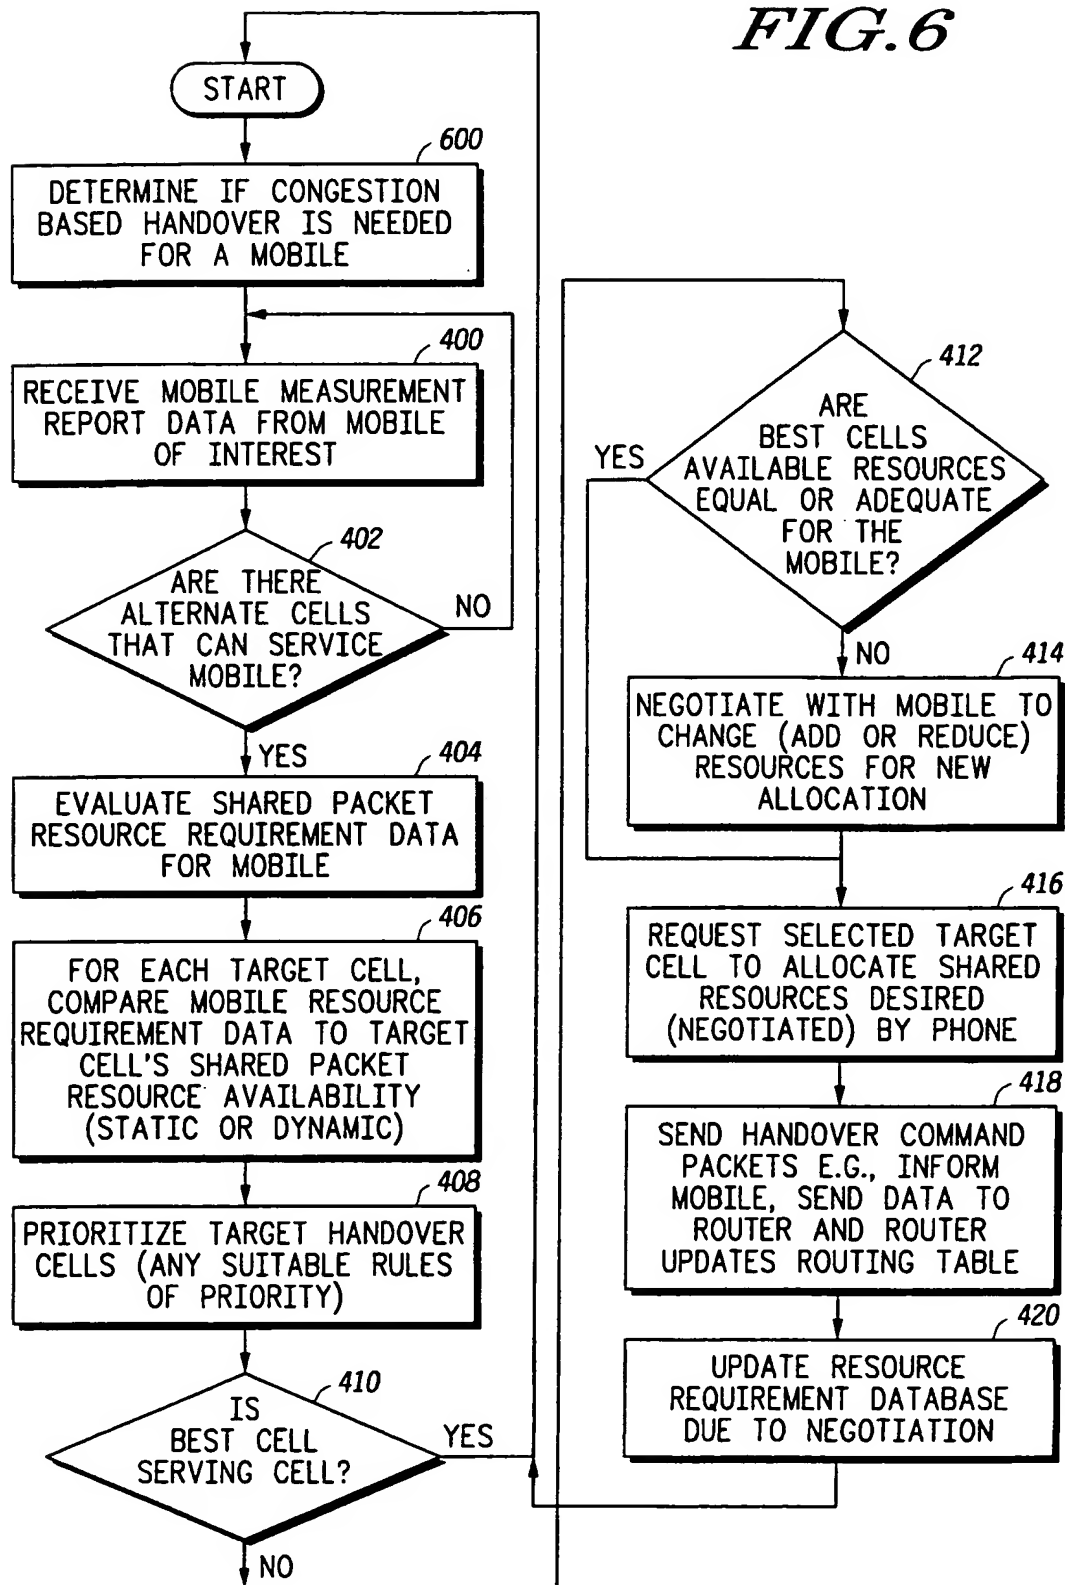 FIG.6
START
600
DETERMINE IF CONGESTION
BASED HANDOVER IS NEEDED
FOR A MOBILE
400
RECEIVE MOBILE MEASUREMENT
REPORT DATA FROM MOBILE
OF INTEREST
402
ARE THERE
ALTERNATE CELLS
THAT CAN SERVICE
MOBILE?
NO
YES
404
EVALUATE SHARED PACKET
RESOURCE REQUIREMENT DATA
FOR MOBILE
406
FOR EACH TARGET CELL,
COMPARE MOBILE RESOURCE
REQUIREMENT DATA TO TARGET
CELL'S SHARED PACKET
RESOURCE AVAILABILITY
(STATIC OR DYNAMIC)
408
PRIORITIZE TARGET HANDOVER
CELLS (ANY SUITABLE RULES
OF PRIORITY)
410
IS
BEST CELL
SERVING CELL?
YES
NO
412
ARE
BEST CELLS
AVAILABLE RESOURCES
EQUAL OR ADEQUATE
FOR THE
MOBILE?
YES
NO
414
NEGOTIATE WITH MOBILE TO
CHANGE (ADD OR REDUCE)
RESOURCES FOR NEW
ALLOCATION
416
REQUEST SELECTED TARGET
CELL TO ALLOCATE SHARED
RESOURCES DESIRED
(NEGOTIATED) BY PHONE
418
SEND HANDOVER COMMAND
PACKETS E.G., INFORM
MOBILE, SEND DATA TO
ROUTER AND ROUTER
UPDATES ROUTING TABLE
420
UPDATE RESOURCE
REQUIREMENT DATABASE
DUE TO NEGOTIATION